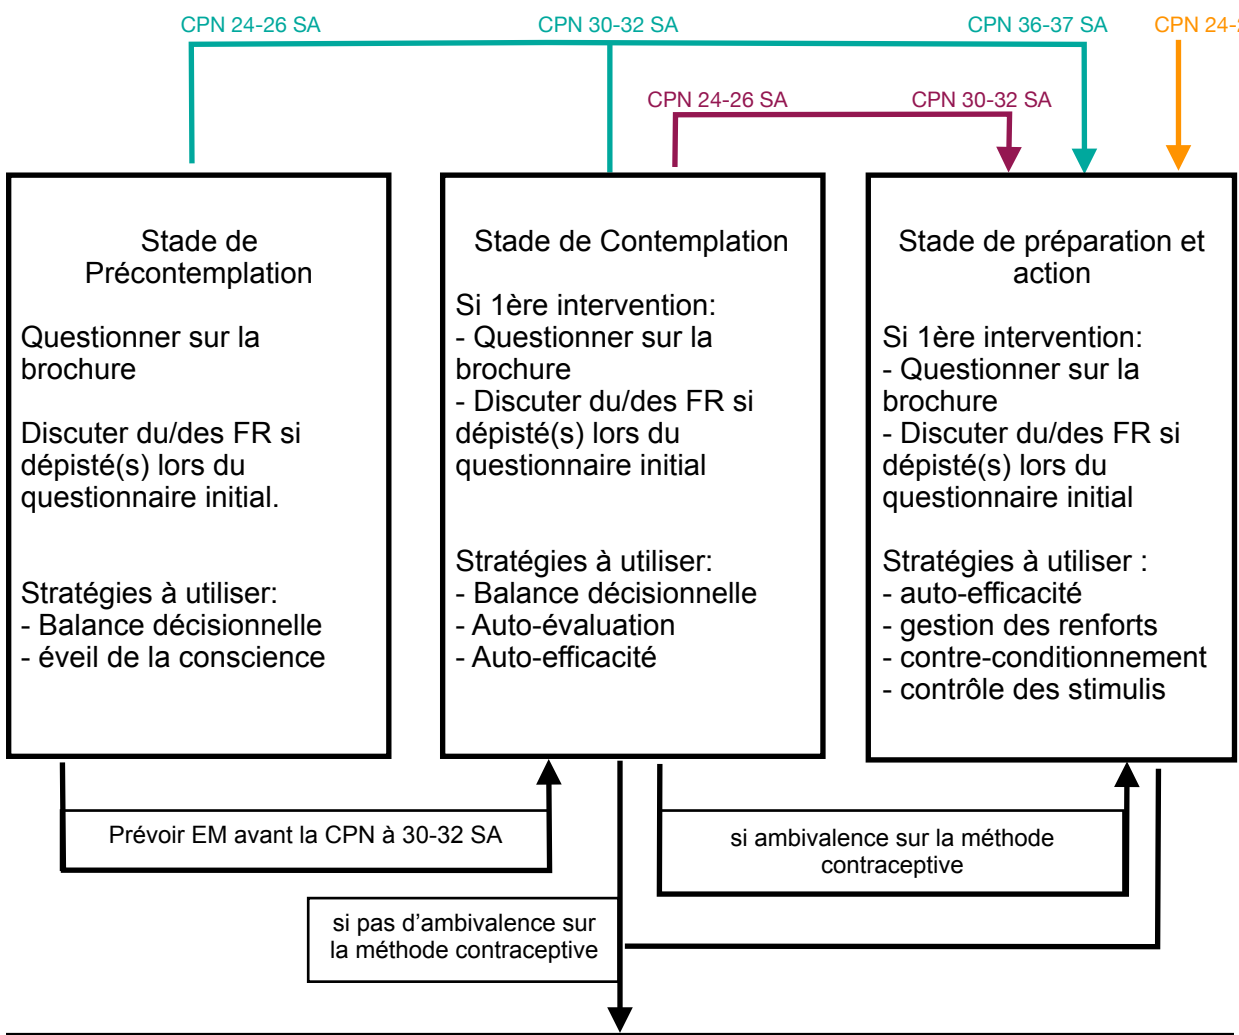 CPN 24-26 SA
CPN 30-32 SA
CPN 36-37 SA
CPN 24-2
CPN 24-26 SA
CPN 30-32 SA
Stade de
Précontemplation
Questionner sur la
brochure
Discuter du/des FR si
dépisté(s) lors du
questionnaire initial.
Stratégies à utiliser:
- Balance décisionnelle
- éveil de la conscience
Stade de Contemplation
Si 1ère intervention:
- Questionner sur la
brochure
- Discuter du/des FR si
dépisté(s) lors du
questionnaire initial
Stratégies à utiliser:
- Balance décisionnelle
- Auto-évaluation
- Auto-efficacité
Stade de préparation et
action
Si 1ère intervention:
- Questionner sur la
brochure
- Discuter du/des FR si
dépisté(s) lors du
questionnaire initial
Stratégies à utiliser :
- auto-efficacité
- gestion des renforts
- contre-conditionnement
- contrôle des stimulis
Prévoir EM avant la CPN à 30-32 SA
si ambivalence sur la méthode
contraceptive
si pas d'ambivalence sur
la méthode contraceptive